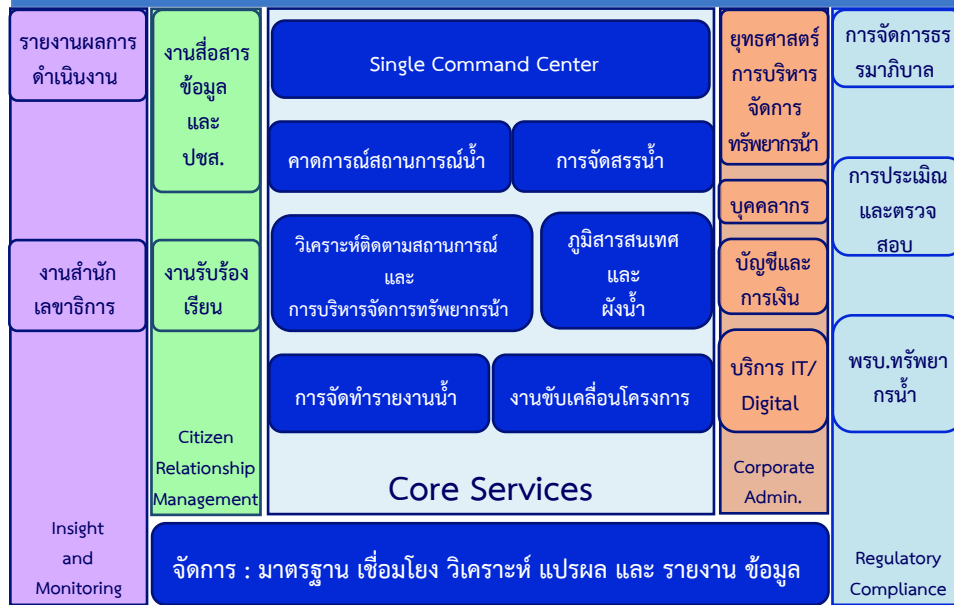 รายงานผลการ
ดำเนินงาน
งานสำนัก
เลขาธิการ
Insight
and
Monitoring
งานสื่อสาร
ข้อมูล
และ
ปชส.
งานรับร้อง
เรียน
Citizen
Relationship
Management
Single Command Center
คาดการณ์สถานการณ์น้ำ
การจัดสรรน้ำ
วิเคราะห์ติดตามสถานการณ์
และ
การบริหารจัดการทรัพยากรน้ำ
ภูมิสารสนเทศ
และ
ผังน้ำ
การจัดทำรายงานน้ำ
งานขับเคลื่อนโครงการ
Core Services
ยุทธศาสตร์
การบริหาร
จัดการ
ทรัพยากรน้ำ
บุคคลากร
บัญชีและ
การเงิน
บริการ IT/
Digital
Corporate
Admin.
การจัดการธร
รมาภิบาล
การประเมิณ
และตรวจ
สอบ
พรบ.ทรัพยา
กรน้ำ
Regulatory
Compliance
จัดการ : มาตรฐาน เชื่อมโยง วิเคราะห์ แปรผล และ รายงาน ข้อมูล